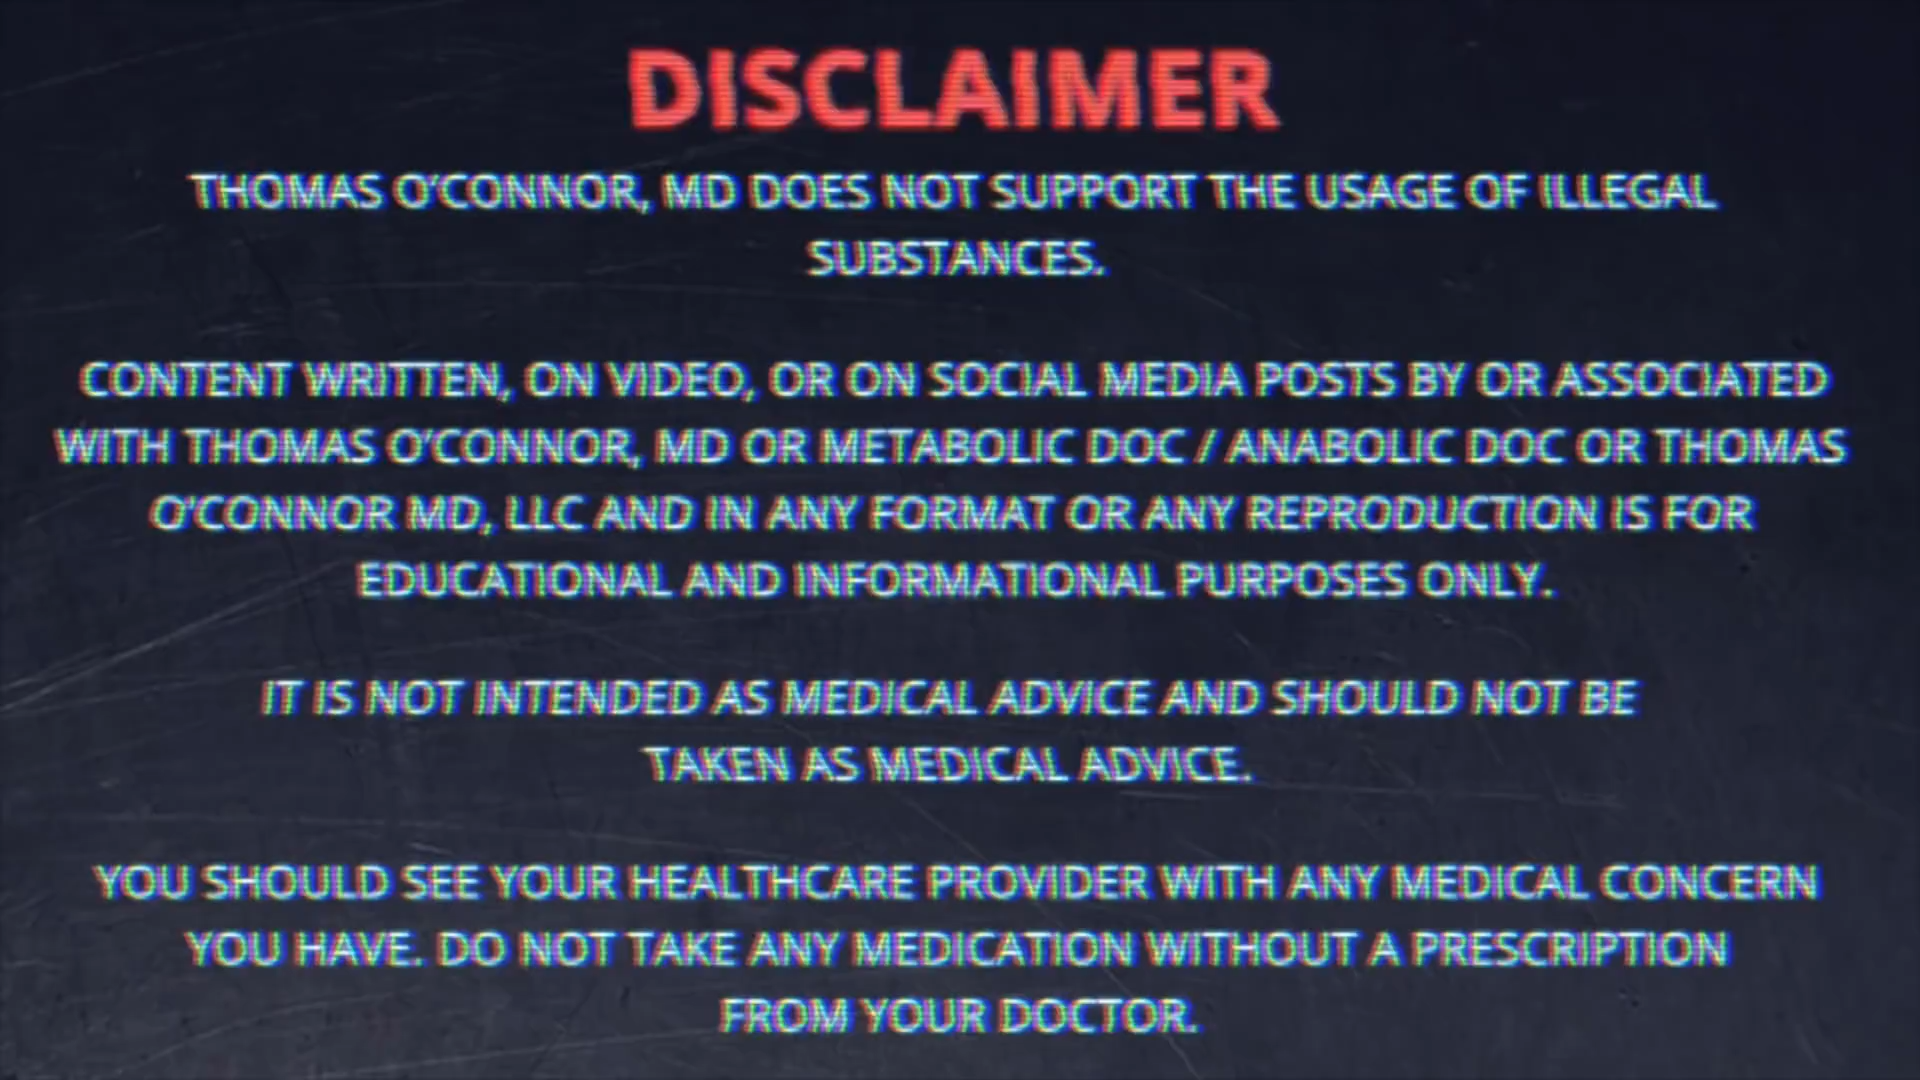 DISCLAIMER
THOMAS O'CONNOR, MD DOES NOT SUPPORT THE USAGE OF ILLEGAL
SUBSTANCES.
CONTENT WRITTEN, ON VIDEO, OR ON SOCIAL MEDIA POSTS BY OR ASSOCIATED
WITH THOMAS O'CONNOR, MD OR METABOLIC DOC / ANABOLIC DOC OR THOMAS
O'CONNOR MD, LLC AND IN ANY FORMAT OR ANY REPRODUCTION IS FOR
EDUCATIONAL AND INFORMATIONAL PURPOSES ONLY.
IT IS NOT INTENDED AS MEDICAL ADVICE AND SHOULD NOT BE
TAKEN AS MEDICAL ADVICE.
YOU SHOULD SEE YOUR HEALTHCARE PROVIDER WITH ANY MEDICAL CONCERN
YOU HAVE. DO NOT TAKE ANY MEDICATION WITHOUT A PRESCRIPTION
FROM YOUR DOCTOR.